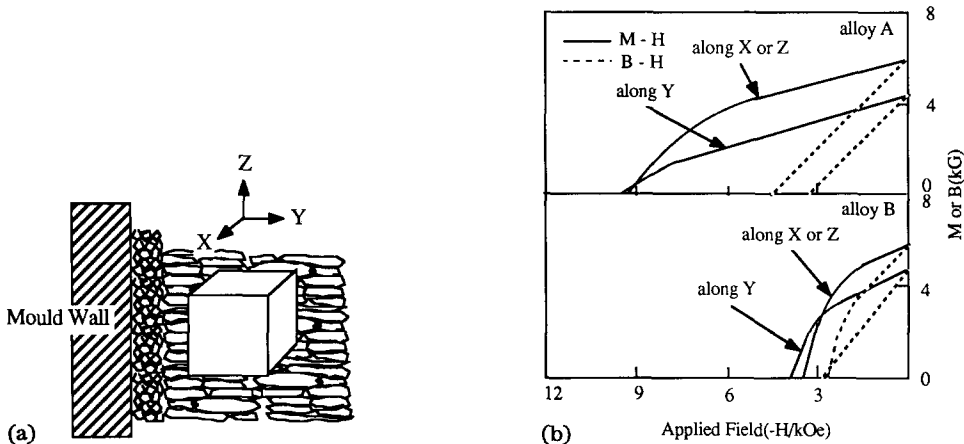 Z
Y
X
Mould Wall
(a)
8
alloy A
M - H
B - H
along X or Z
along Y
4
0
8
alloy B
along X or Z
along Y
4
0
12
9
6
3
M or B(kG)
(b)
Applied Field(-H/kOe)